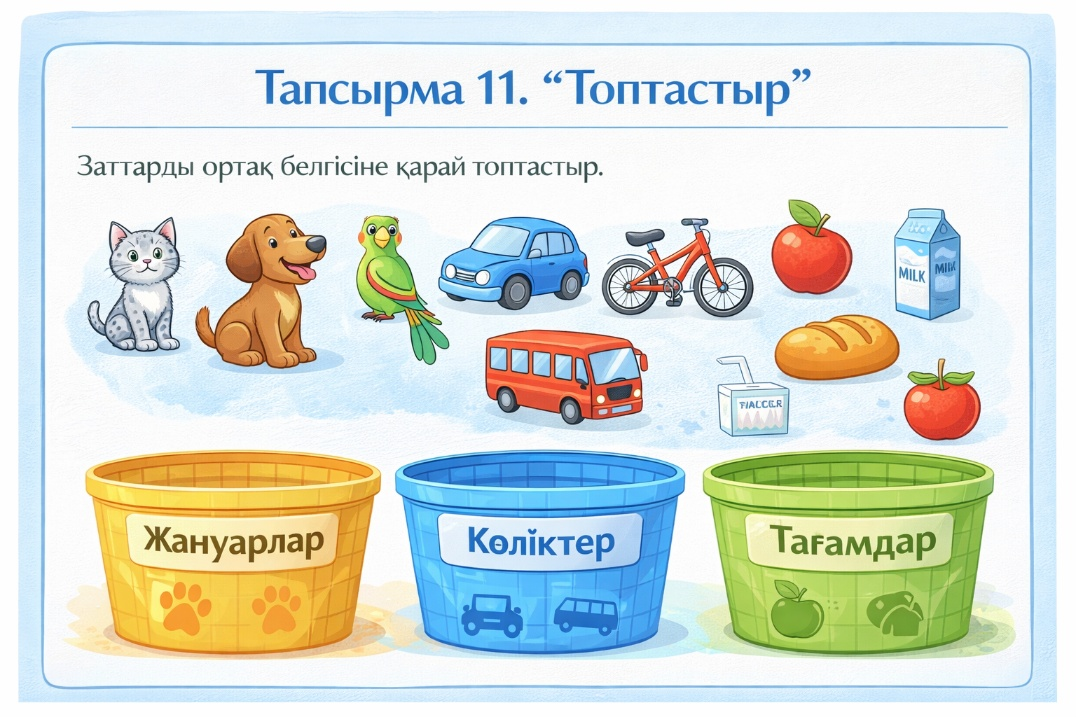 Тапсырма 11. “Топтастыр”
Заттарды ортақ белгісіне қарай топтастыр.
MILK
MILK
Жануарлар
Көліктер
Тағамдар